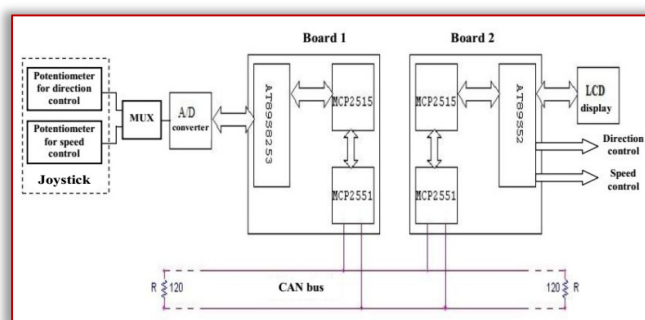 Board 1
Board 2
Potentiometer
for direction
control
Potentiometer
for speed
control
Joystick
MUX
A/D
converter
AT89S8253
MCP2515
MCP2551
MCP2515
MCP2551
AT89S52
LCD
display
Direction
control
Speed
control
R 120
CAN bus
120 R